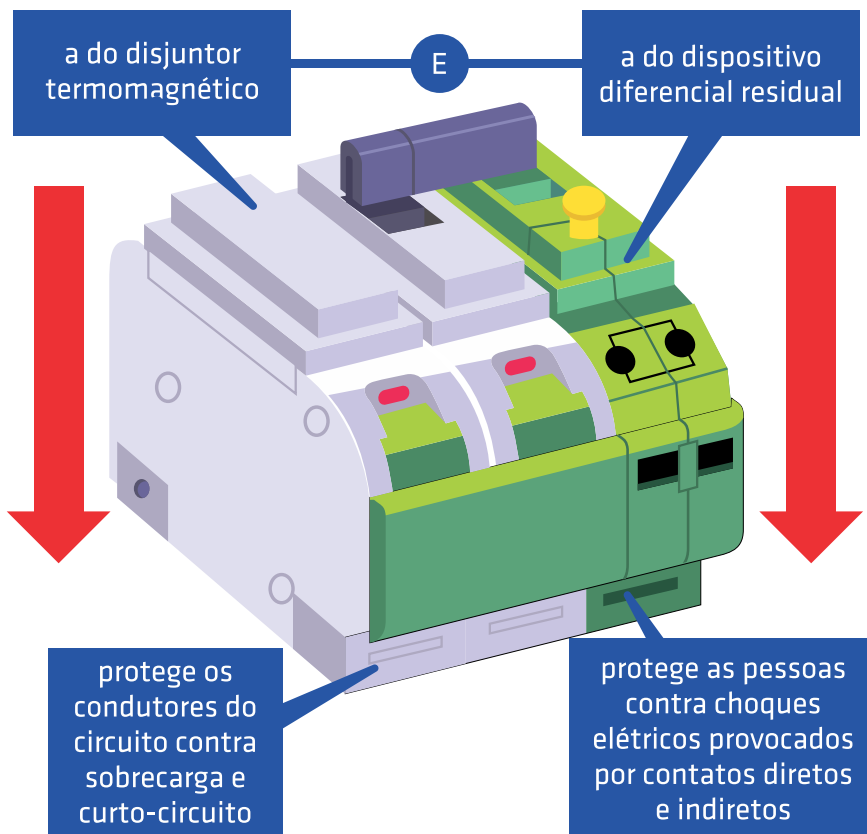 a do disjuntor
termomagnético
E
a do dispositivo
diferencial residual
protege os
condutores do
circuito contra
sobrecarga e
curto-circuito
protege as pessoas
contra choques
elétricos provocados
por contatos diretos
e indiretos